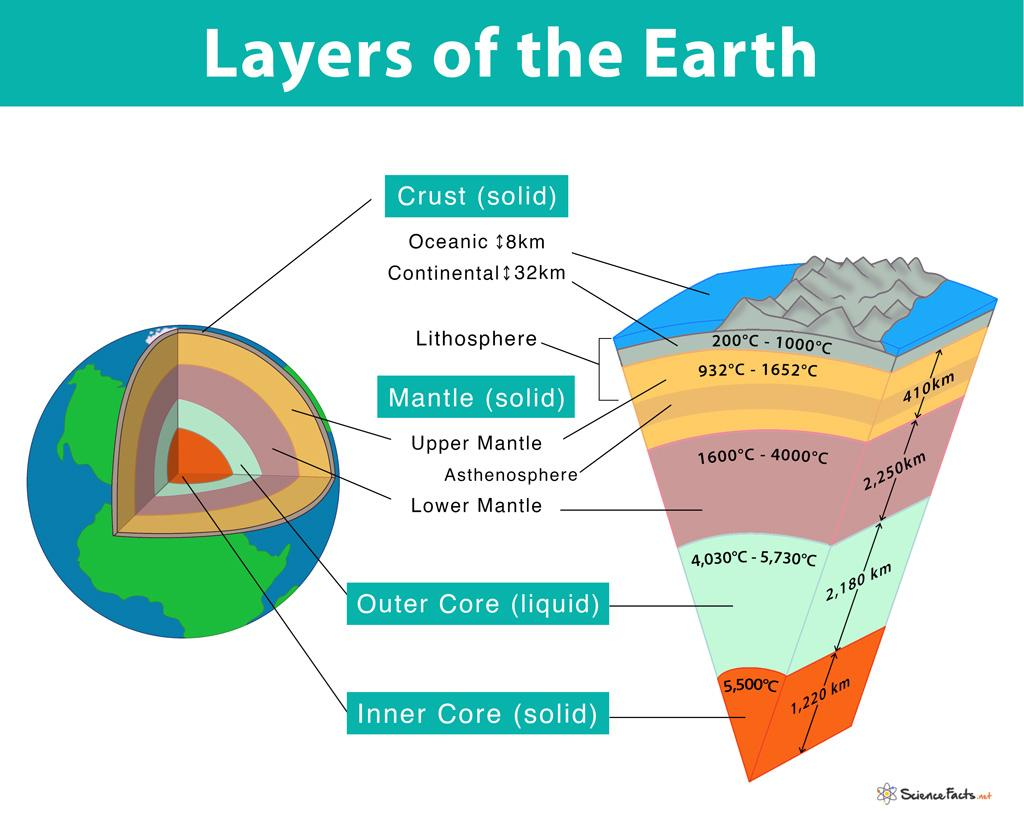 Layers of the Earth
Crust (solid)
Oceanic ↕8km
Continental↕32km
Lithosphere
Mantle (solid)
Upper Mantle
Asthenosphere
Lower Mantle
Outer Core (liquid)
Inner Core (solid)
200°C - 1000°C
932°C - 1652°C
410km
1600°C - 4000°C
2,250km
4,030°C - 5,730°C
2,180 km
5,500°C
1,220 km
ScienceFacts.net